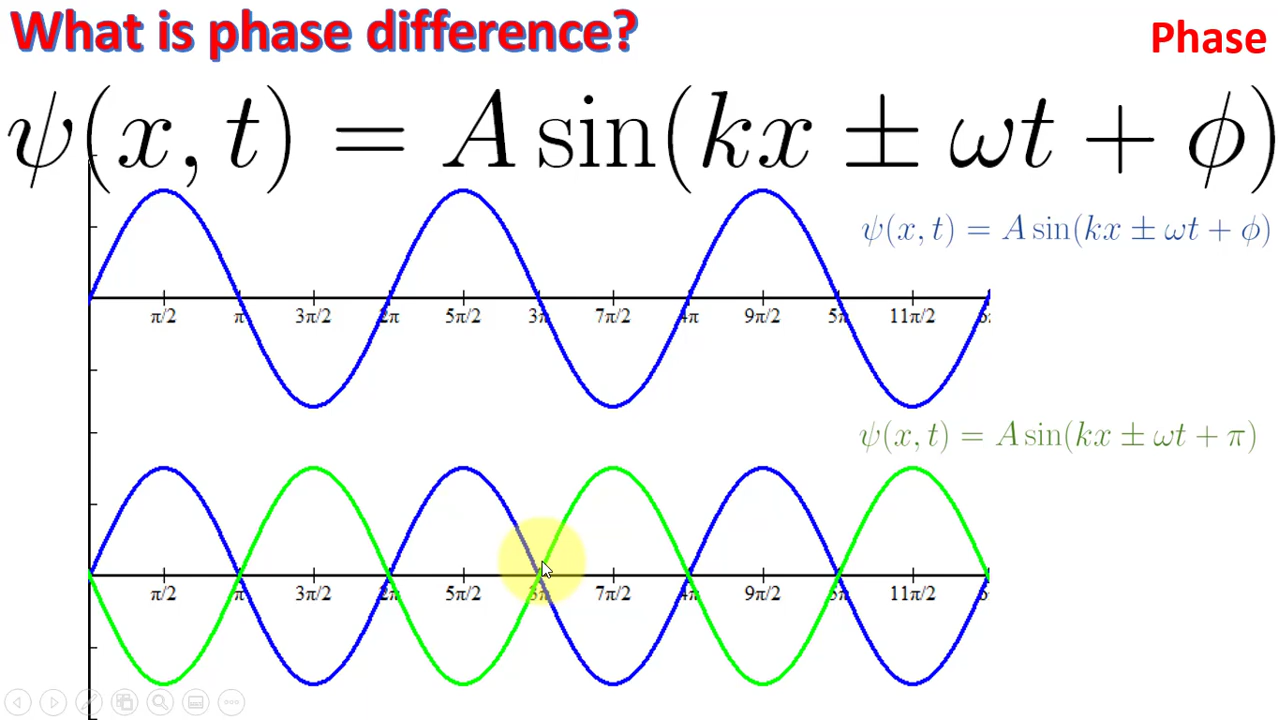 What is phase difference?
Phase
ψ(x, t) = A sin(kx ± ωt + ϕ)
ψ(x, t) = A sin(kx ± ωt + ϕ)
π/2 π 3π/2 2π 5π/2 3π 7π/2 4π 9π/2 5π 11π/2
ψ(x, t) = A sin(kx ± ωt + π)
π/2 π 3π/2 2π 5π/2 3π 7π/2 4π 9π/2 5π 11π/2